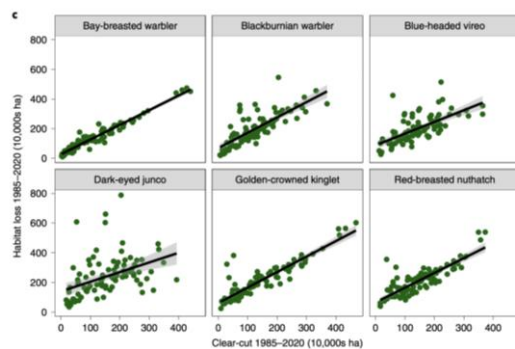 c
Bay-breasted warbler Blackburnian warbler Blue-headed vireo
800
600
400
200
0
Dark-eyed junco Golden-crowned kinglet Red-breasted nuthatch
800
600
400
200
0
Habitat loss 1985–2020 (10,000s ha)
0 100 200 300 400 0 100 200 300 400 0 100 200 300 400
Clear-cut 1985–2020 (10,000s ha)